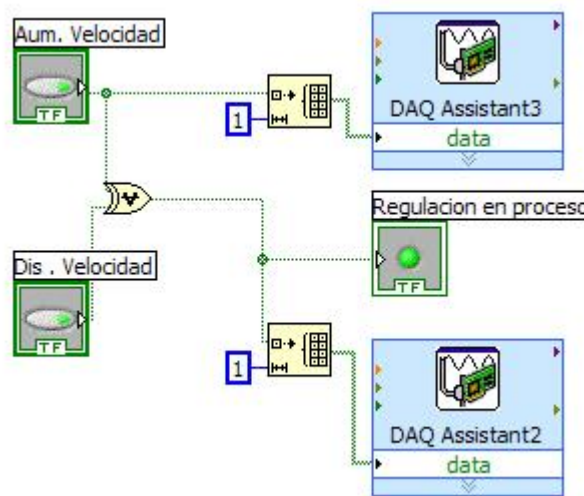 Aum. Velocidad
TF
1
DAQ Assistant3
data
Regulacion en proceso
TF
Dis . Velocidad
TF
1
DAQ Assistant2
data